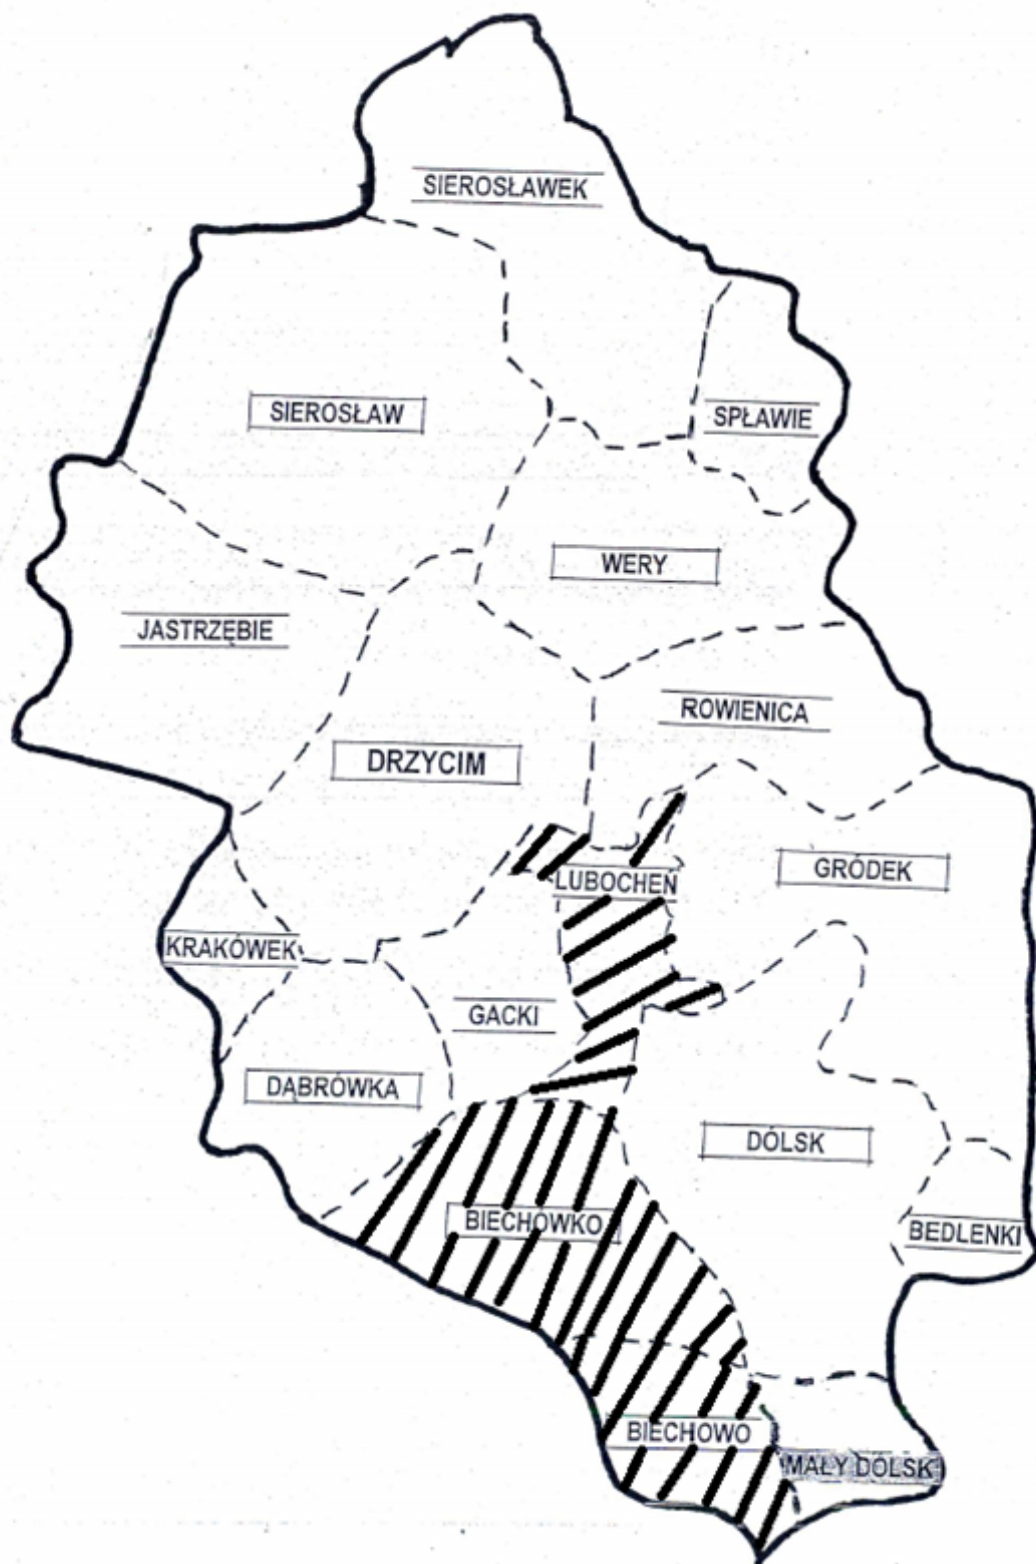 SIEROSŁAWEK
SIEROSŁAW
SPŁAWIE
WERY
JASTRZĘBIE
ROWIENICA
DRZYCIM
GRÓDEK
LUBOCHEŃ
KRAKÓWEK
GACKI
DĄBRÓWKA
DÓLSK
BIECHÓWKO
BEDLENKI
BIECHOWO
MAŁY DÓLSK